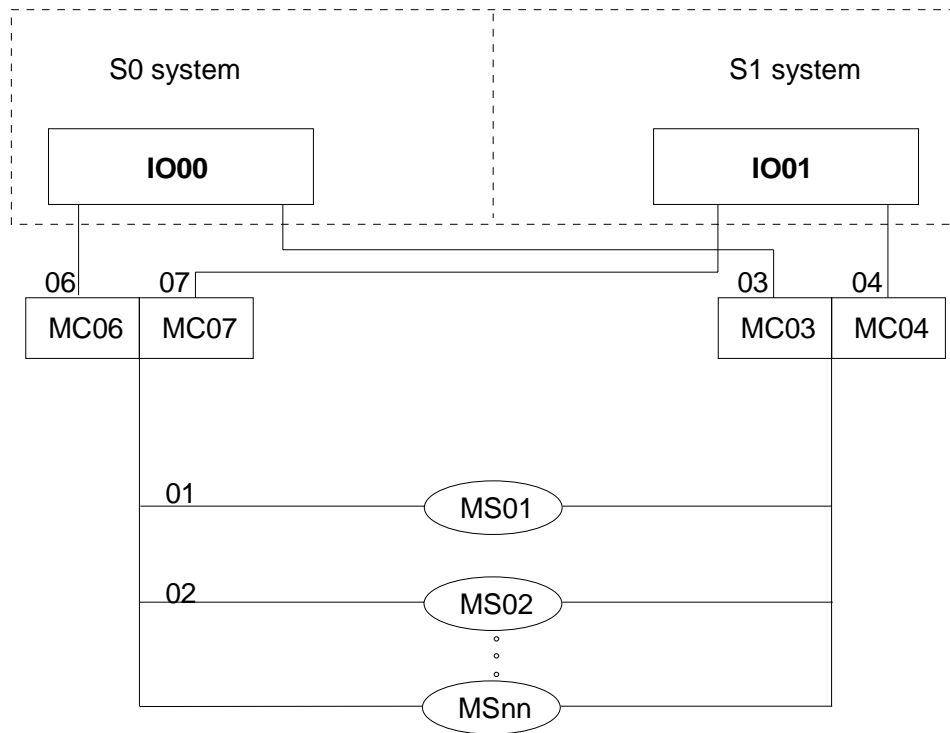 S0 system
S1 system
IO00
IO01
06
07
03
04
MC06
MC07
MC03
MC04
01
MS01
02
MS02
MSnn